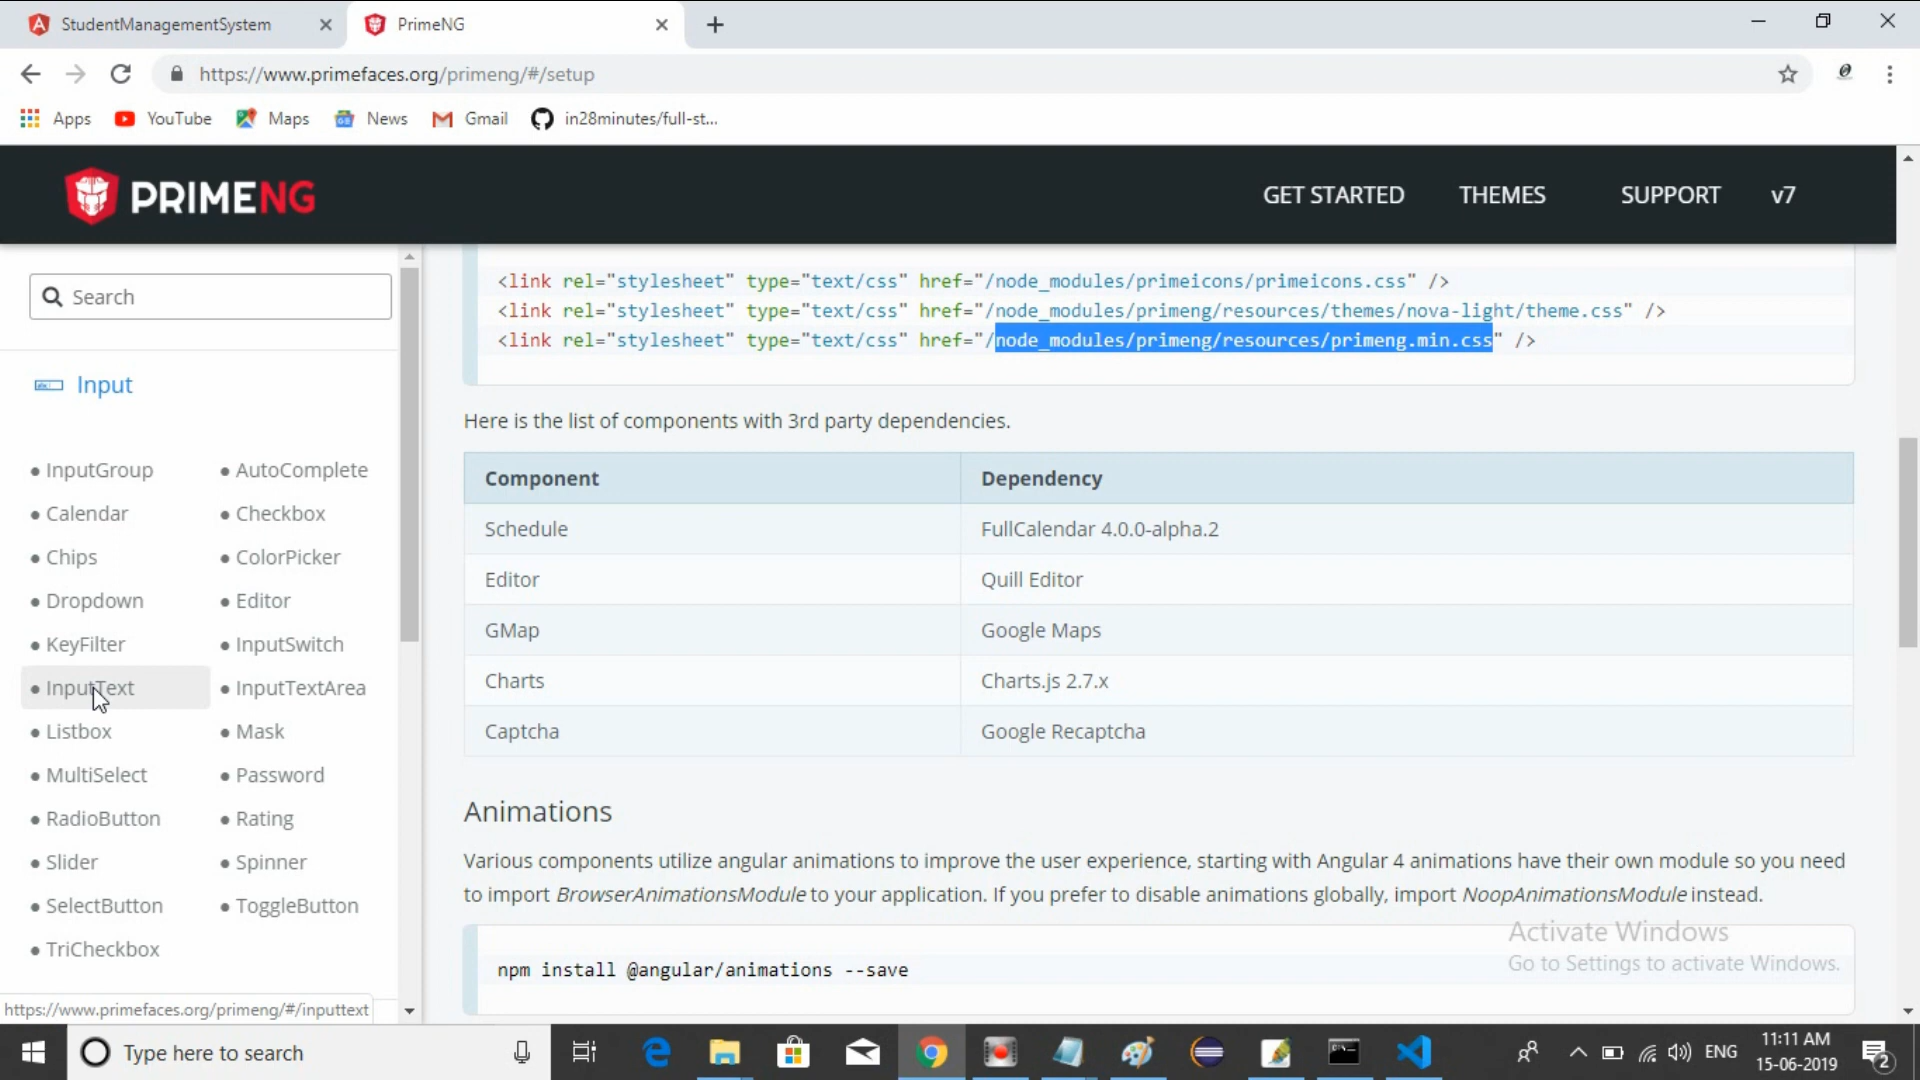 StudentManagementSystem
PrimeNG
https://www.primefaces.org/primeng/#/setup
Apps
YouTube
Maps
News
Gmail
in28minutes/full-st...
PRIMENG
GET STARTED
THEMES
SUPPORT
v7
Search
Input
InputGroup
AutoComplete
Calendar
Checkbox
Chips
ColorPicker
Dropdown
Editor
KeyFilter
InputSwitch
InputText
InputTextArea
Listbox
Mask
MultiSelect
Password
RadioButton
Rating
Slider
Spinner
SelectButton
ToggleButton
TriCheckbox
https://www.primefaces.org/primeng/#/inputtext
<link rel="stylesheet" type="text/css" href="/node_modules/primeicons/primeicons.css" />
<link rel="stylesheet" type="text/css" href="/node_modules/primeng/resources/themes/nova-light/theme.css" />
<link rel="stylesheet" type="text/css" href="/node_modules/primeng/resources/primeng.min.css" />
Here is the list of components with 3rd party dependencies.
Component Dependency
Schedule FullCalendar 4.0.0-alpha.2
Editor Quill Editor
GMap Google Maps
Charts Charts.js 2.7.x
Captcha Google Recaptcha
Animations
Various components utilize angular animations to improve the user experience, starting with Angular 4 animations have their own module so you need
to import BrowserAnimationsModule to your application. If you prefer to disable animations globally, import NoopAnimationsModule instead.
npm install @angular/animations --save
Activate Windows
Go to Settings to activate Windows.
Type here to search
ENG
11:11 AM
15-06-2019
2